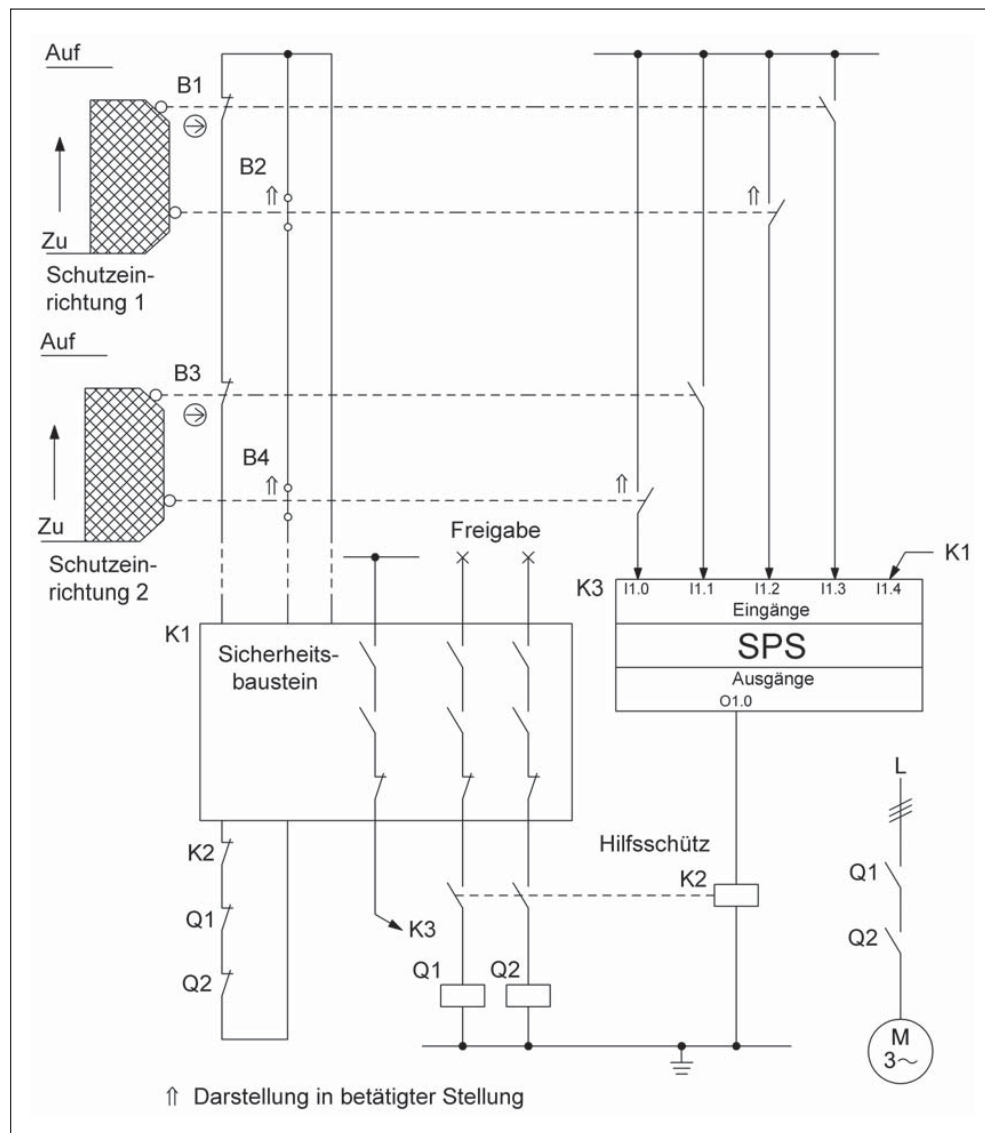 Auf
B1
B2
Zu
Schutzein-
richtung 1
Auf
B3
B4
Zu
Schutzein-
richtung 2
Freigabe
K1
K3
I1.0
I1.1
I1.2
I1.3
I1.4
Eingänge
SPS
Ausgänge
O1.0
K1
Sicherheits-
baustein
L
K2
Hilfsschütz
K2
Q1
Q1
K3
Q2
Q1
Q2
Q2
M
3~
⇑ Darstellung in betätigter Stellung